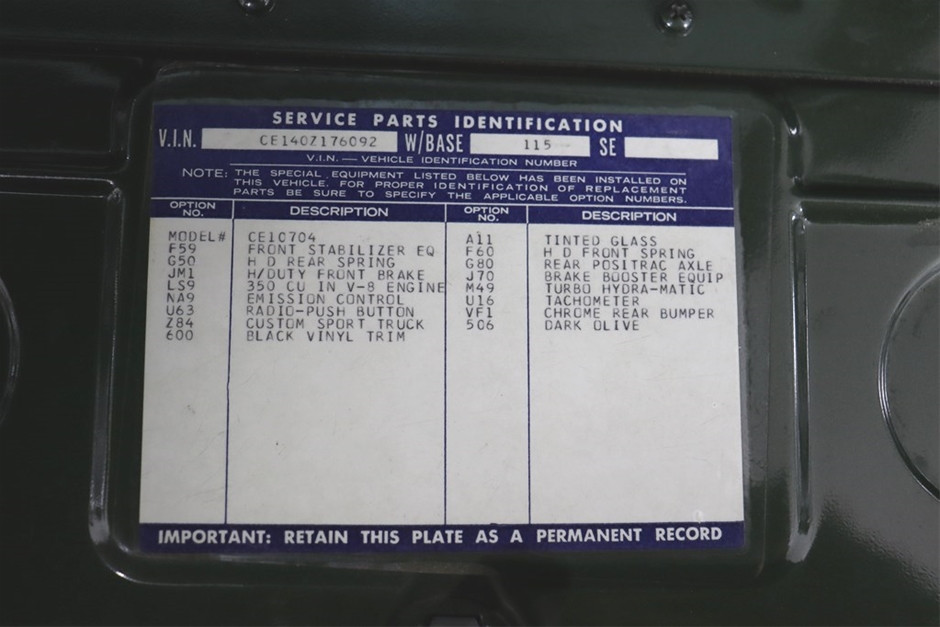 SERVICE PARTS IDENTIFICATION
V.I.N. CE140Z176092 W/BASE 115 SE
V.I.N. — VEHICLE IDENTIFICATION NUMBER
NOTE: THE SPECIAL EQUIPMENT LISTED BELOW HAS BEEN INSTALLED ON
THIS VEHICLE. FOR PROPER IDENTIFICATION OF REPLACEMENT
PARTS BE SURE TO SPECIFY THE APPLICABLE OPTION NUMBERS.
OPTION NO. DESCRIPTION OPTION NO. DESCRIPTION
MODEL# CE10704 A11 TINTED GLASS
F59 FRONT STABILIZER EQ F60 H D FRONT SPRING
G50 H D REAR SPRING G80 REAR POSITRAC AXLE
JM1 H/DUTY FRONT BRAKE J70 BRAKE BOOSTER EQUIP
LS9 350 CU IN V-8 ENGINE M49 TURBO HYDRA-MATIC
NA9 EMISSION CONTROL U16 TACHOMETER
U63 RADIO-PUSH BUTTON VF1 CHROME REAR BUMPER
Z84 CUSTOM SPORT TRUCK 506 DARK OLIVE
600 BLACK VINYL TRIM
IMPORTANT: RETAIN THIS PLATE AS A PERMANENT RECORD